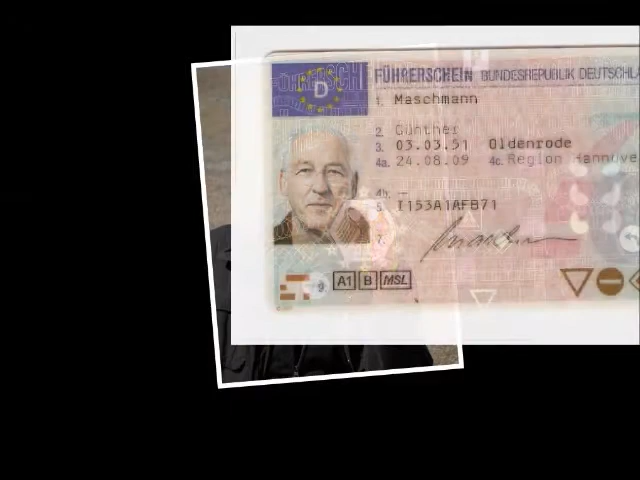 FÜHRERSCHEIN BUNDESREPUBLIK DEUTSCHLA
D
1. Maschmann
2. Günther
3. 03.03.51 Oldenrode
4a. 24.08.09 4c. Region Hannove
4b. —
5. I153A1AFB71
7.
9. A1 B MSL